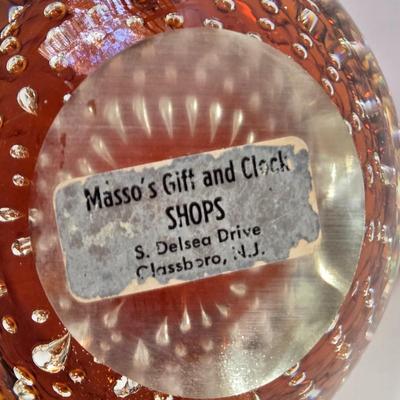 Masso's Gift and Clock
SHOPS
S. Delsea Drive
Glassboro, N.J.